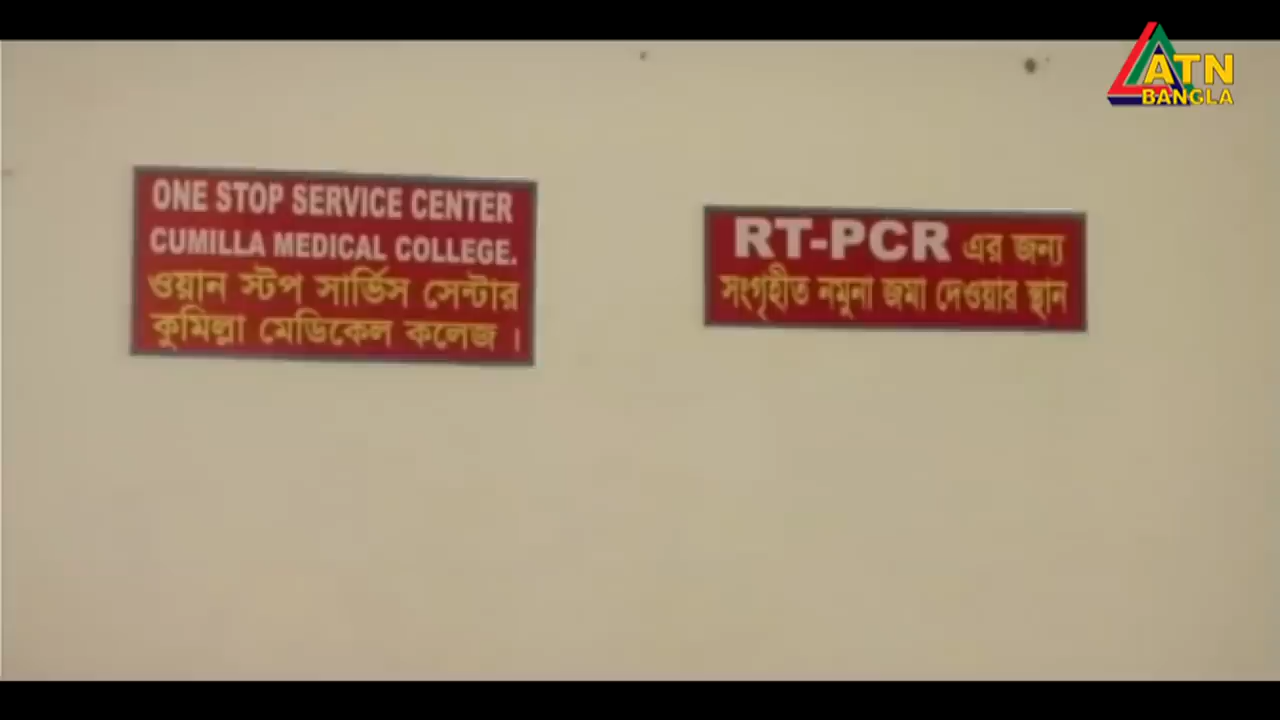 ATN
BANGLA
ONE STOP SERVICE CENTER
CUMILLA MEDICAL COLLEGE.
ওয়ান স্টপ সার্ভিস সেন্টার
কুমিল্লা মেডিকেল কলেজ ।
RT-PCR এর জন্য
সংগৃহীত নমুনা জমা দেওয়ার স্থান